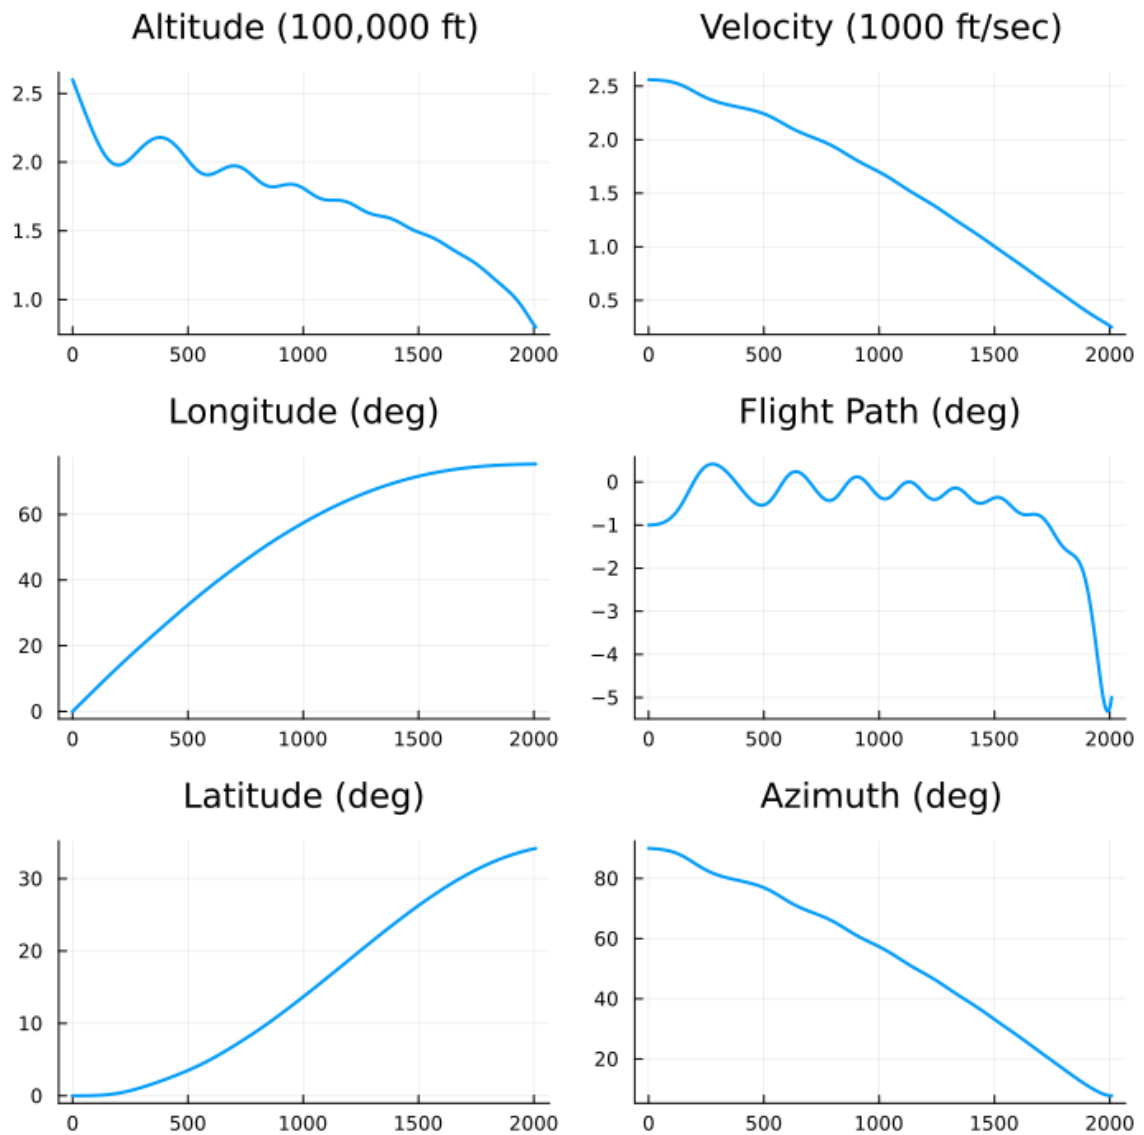 Altitude (100,000 ft)
2.5
2.0
1.5
1.0
0 500 1000 1500 2000
Velocity (1000 ft/sec)
2.5
2.0
1.5
1.0
0.5
0 500 1000 1500 2000
Longitude (deg)
60
40
20
0
0 500 1000 1500 2000
Flight Path (deg)
0
−1
−2
−3
−4
−5
0 500 1000 1500 2000
Latitude (deg)
30
20
10
0
0 500 1000 1500 2000
Azimuth (deg)
80
60
40
20
0 500 1000 1500 2000